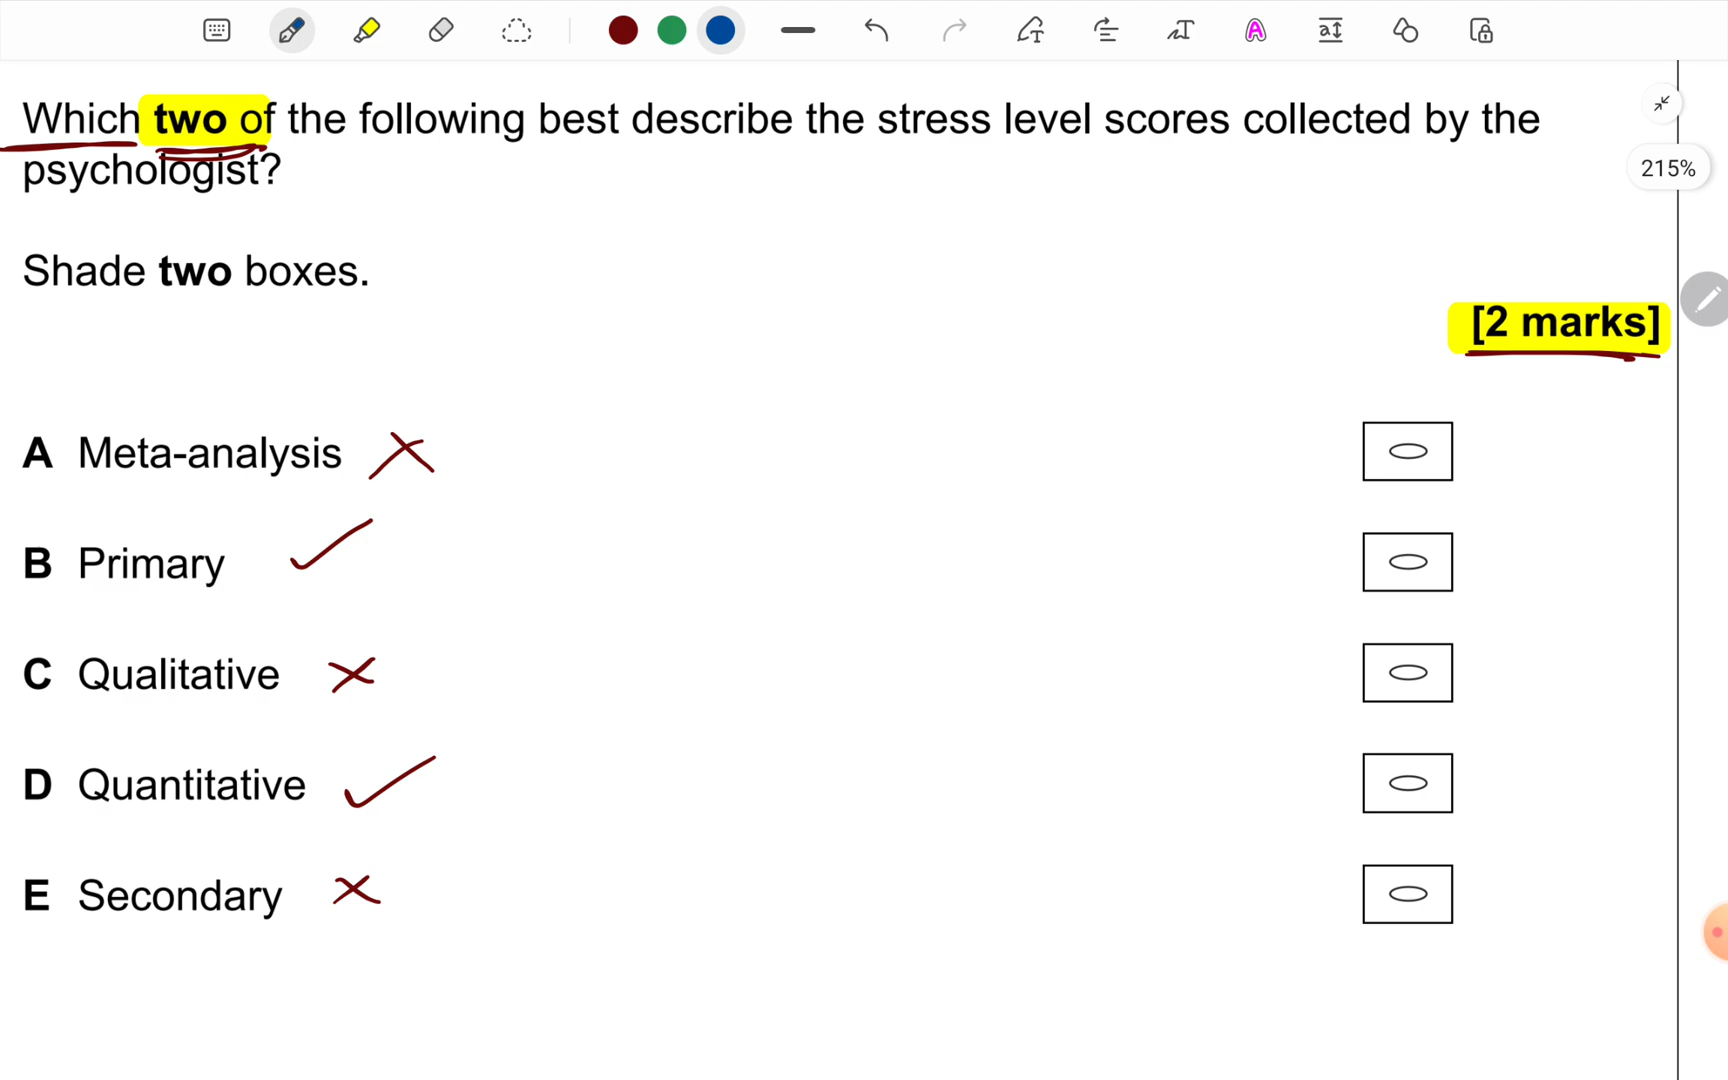 Which two of the following best describe the stress level scores collected by the
psychologist?
215%
Shade two boxes.
[2 marks]
A Meta-analysis
B Primary
C Qualitative
D Quantitative
E Secondary